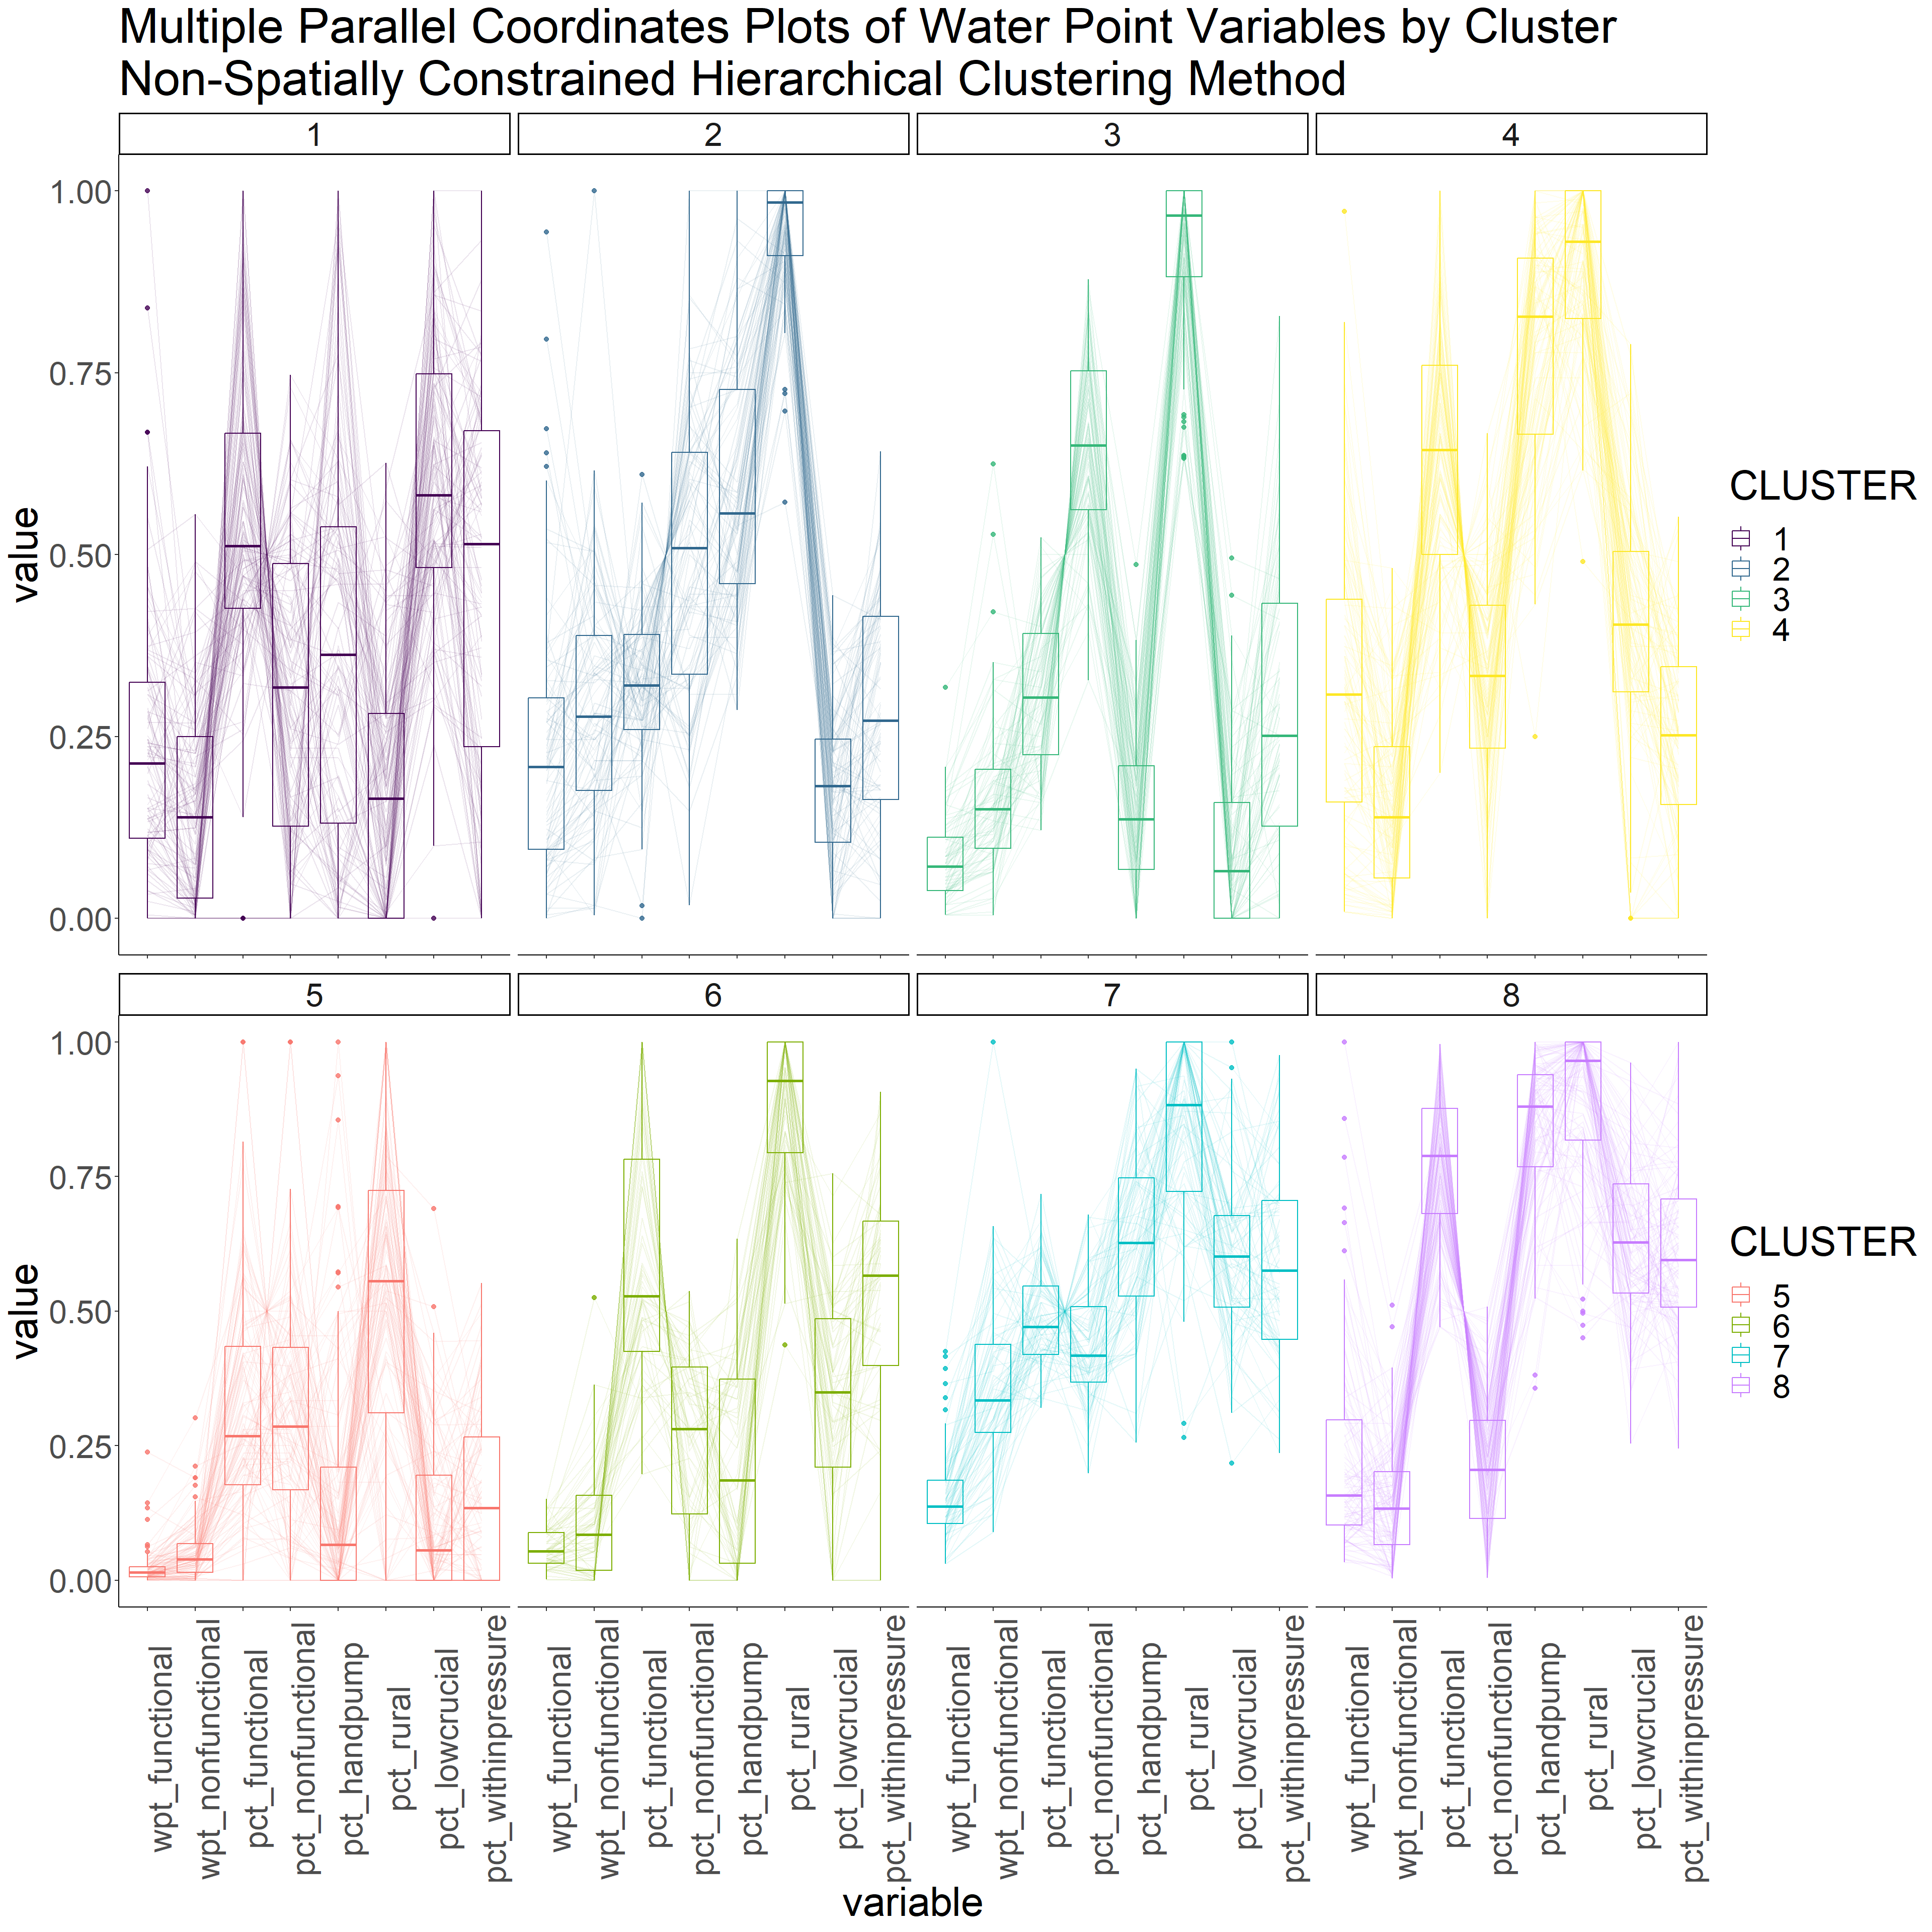 Multiple Parallel Coordinates Plots of Water Point Variables by Cluster
Non-Spatially Constrained Hierarchical Clustering Method
1
2
3
4
1.00
0.75
0.50
0.25
0.00
value
CLUSTER
1
2
3
4
5
6
7
8
1.00
0.75
0.50
0.25
0.00
value
CLUSTER
5
6
7
8
wpt_functional
wpt_nonfunctional
pct_functional
pct_nonfunctional
pct_handpump
pct_rural
pct_lowcrucial
pct_withinpressure
wpt_functional
wpt_nonfunctional
pct_functional
pct_nonfunctional
pct_handpump
pct_rural
pct_lowcrucial
pct_withinpressure
wpt_functional
wpt_nonfunctional
pct_functional
pct_nonfunctional
pct_handpump
pct_rural
pct_lowcrucial
pct_withinpressure
wpt_functional
wpt_nonfunctional
pct_functional
pct_nonfunctional
pct_handpump
pct_rural
pct_lowcrucial
pct_withinpressure
variable